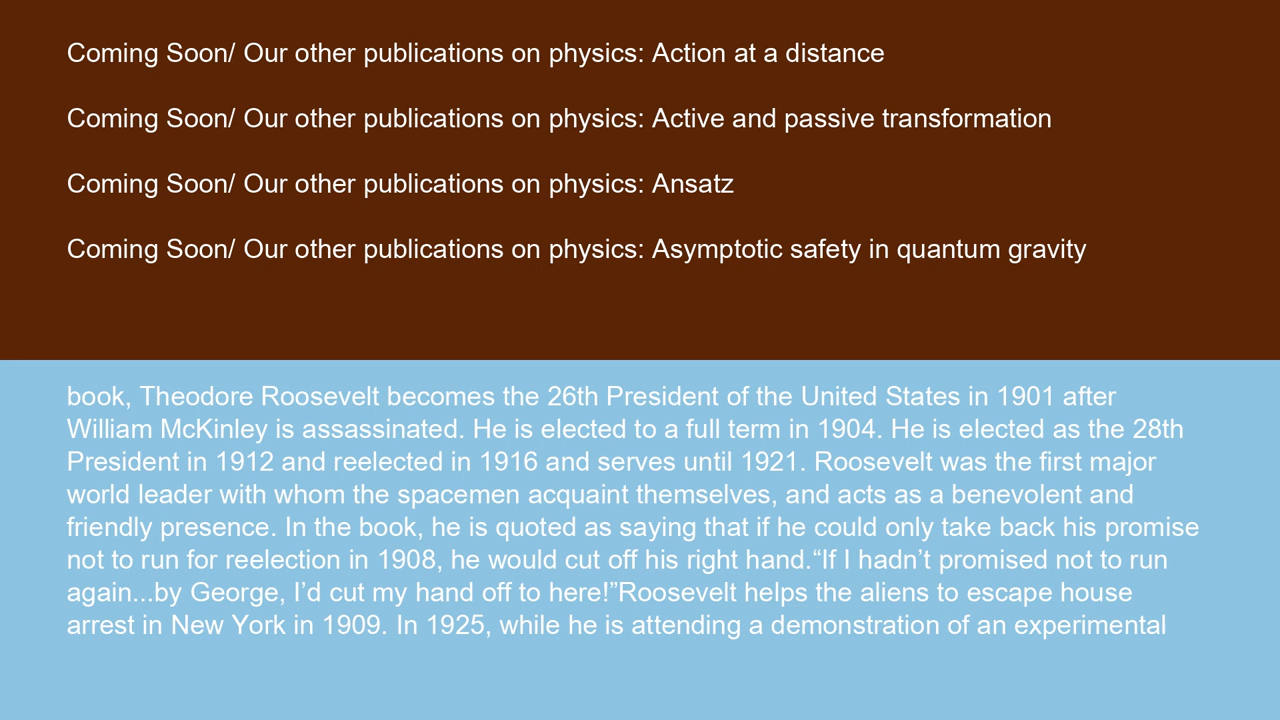 Coming Soon/ Our other publications on physics: Action at a distance
Coming Soon/ Our other publications on physics: Active and passive transformation
Coming Soon/ Our other publications on physics: Ansatz
Coming Soon/ Our other publications on physics: Asymptotic safety in quantum gravity
book, Theodore Roosevelt becomes the 26th President of the United States in 1901 after
William McKinley is assassinated. He is elected to a full term in 1904. He is elected as the 28th
President in 1912 and reelected in 1916 and serves until 1921. Roosevelt was the first major
world leader with whom the spacemen acquaint themselves, and acts as a benevolent and
friendly presence. In the book, he is quoted as saying that if he could only take back his promise
not to run for reelection in 1908, he would cut off his right hand.“If I hadn’t promised not to run
again...by George, I’d cut my hand off to here!”Roosevelt helps the aliens to escape house
arrest in New York in 1909. In 1925, while he is attending a demonstration of an experimental